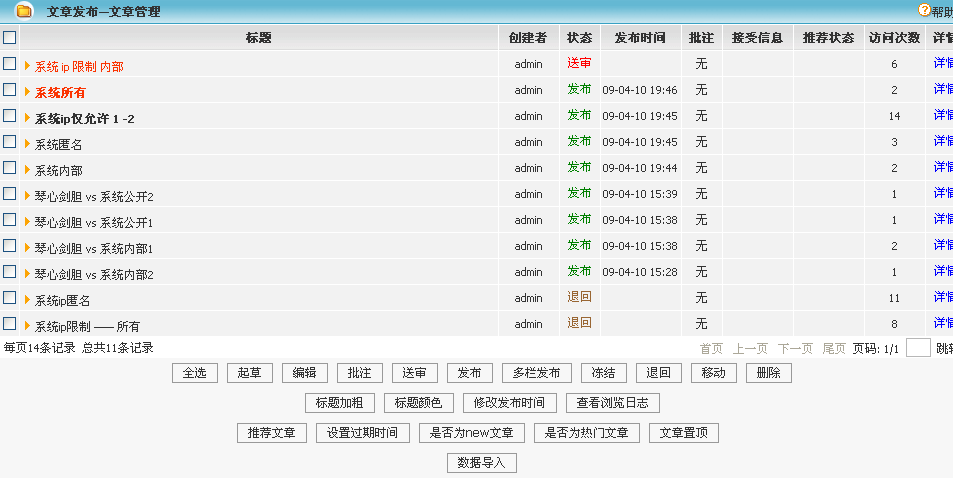 文章发布—文章管理 帮助
标题 创建者 状态 发布时间 批注 接受信息 推荐状态 访问次数 详情
系统 ip 限制 内部 admin 送审 无 6 详情
系统所有 admin 发布 09-04-10 19:46 无 2 详情
系统ip仅允许 1 -2 admin 发布 09-04-10 19:45 无 14 详情
系统匿名 admin 发布 09-04-10 19:45 无 3 详情
系统内部 admin 发布 09-04-10 19:44 无 2 详情
琴心剑胆 vs 系统公开2 admin 发布 09-04-10 15:39 无 1 详情
琴心剑胆 vs 系统公开1 admin 发布 09-04-10 15:38 无 1 详情
琴心剑胆 vs 系统内部1 admin 发布 09-04-10 15:38 无 2 详情
琴心剑胆 vs 系统内部2 admin 发布 09-04-10 15:28 无 1 详情
系统ip匿名 admin 退回 无 11 详情
系统ip限制 —— 所有 admin 退回 无 8 详情
每页14条记录 总共11条记录 首页 上一页 下一页 尾页 页码: 1/1 跳转
全选 起草 编辑 批注 送审 发布 多栏发布 冻结 退回 移动 删除
标题加粗 标题颜色 修改发布时间 查看浏览日志
推荐文章 设置过期时间 是否为new文章 是否为热门文章 文章置顶
数据导入